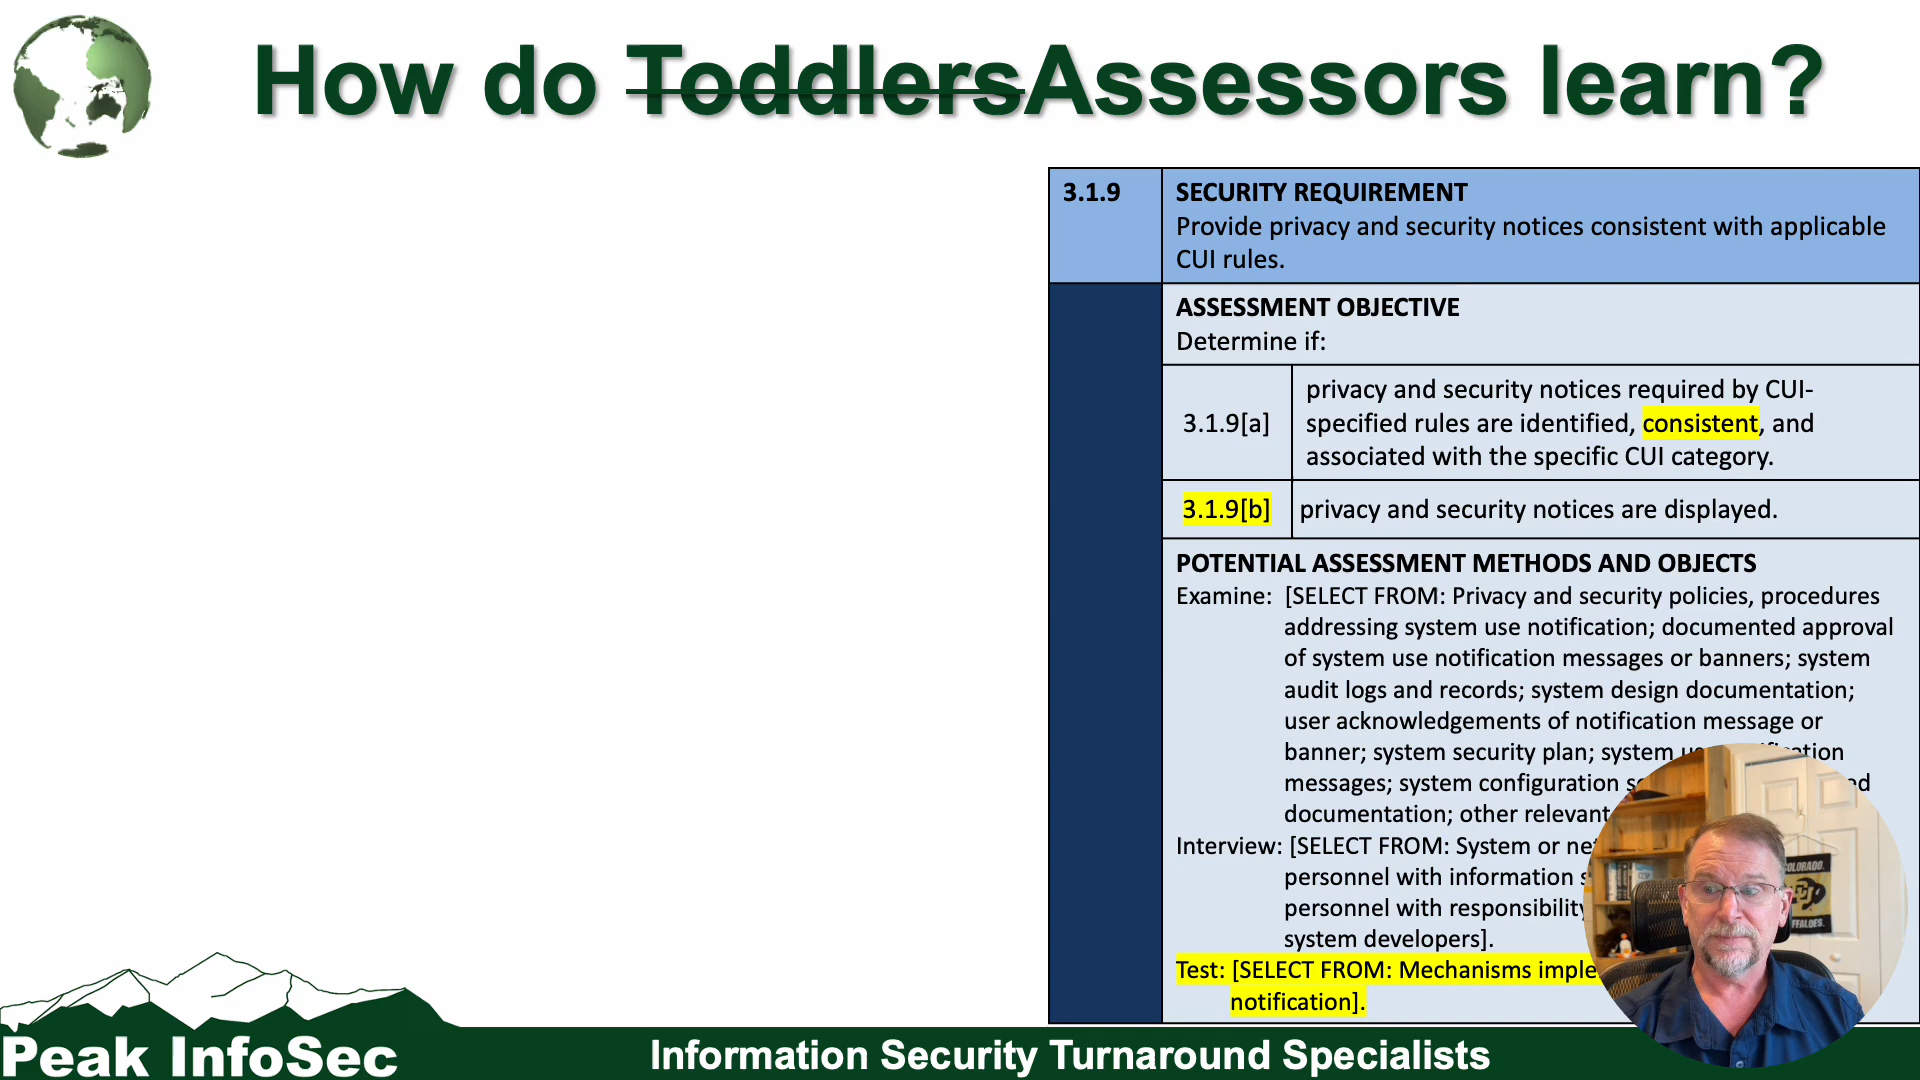 How do ToddlersAssessors learn?
3.1.9
SECURITY REQUIREMENT
Provide privacy and security notices consistent with applicable
CUI rules.
ASSESSMENT OBJECTIVE
Determine if:
3.1.9[a]
privacy and security notices required by CUI-
specified rules are identified, consistent, and
associated with the specific CUI category.
3.1.9[b]
privacy and security notices are displayed.
POTENTIAL ASSESSMENT METHODS AND OBJECTS
Examine: [SELECT FROM: Privacy and security policies, procedures
addressing system use notification; documented approval
of system use notification messages or banners; system
audit logs and records; system design documentation;
user acknowledgements of notification message or
banner; system security plan; system
messages; system configuration
documentation; other relevant
Interview: [SELECT FROM: System or
personnel with information
personnel with responsibility
system developers].
Test: [SELECT FROM: Mechanisms
notification].
COLORADO
Peak InfoSec
Information Security Turnaround Specialists